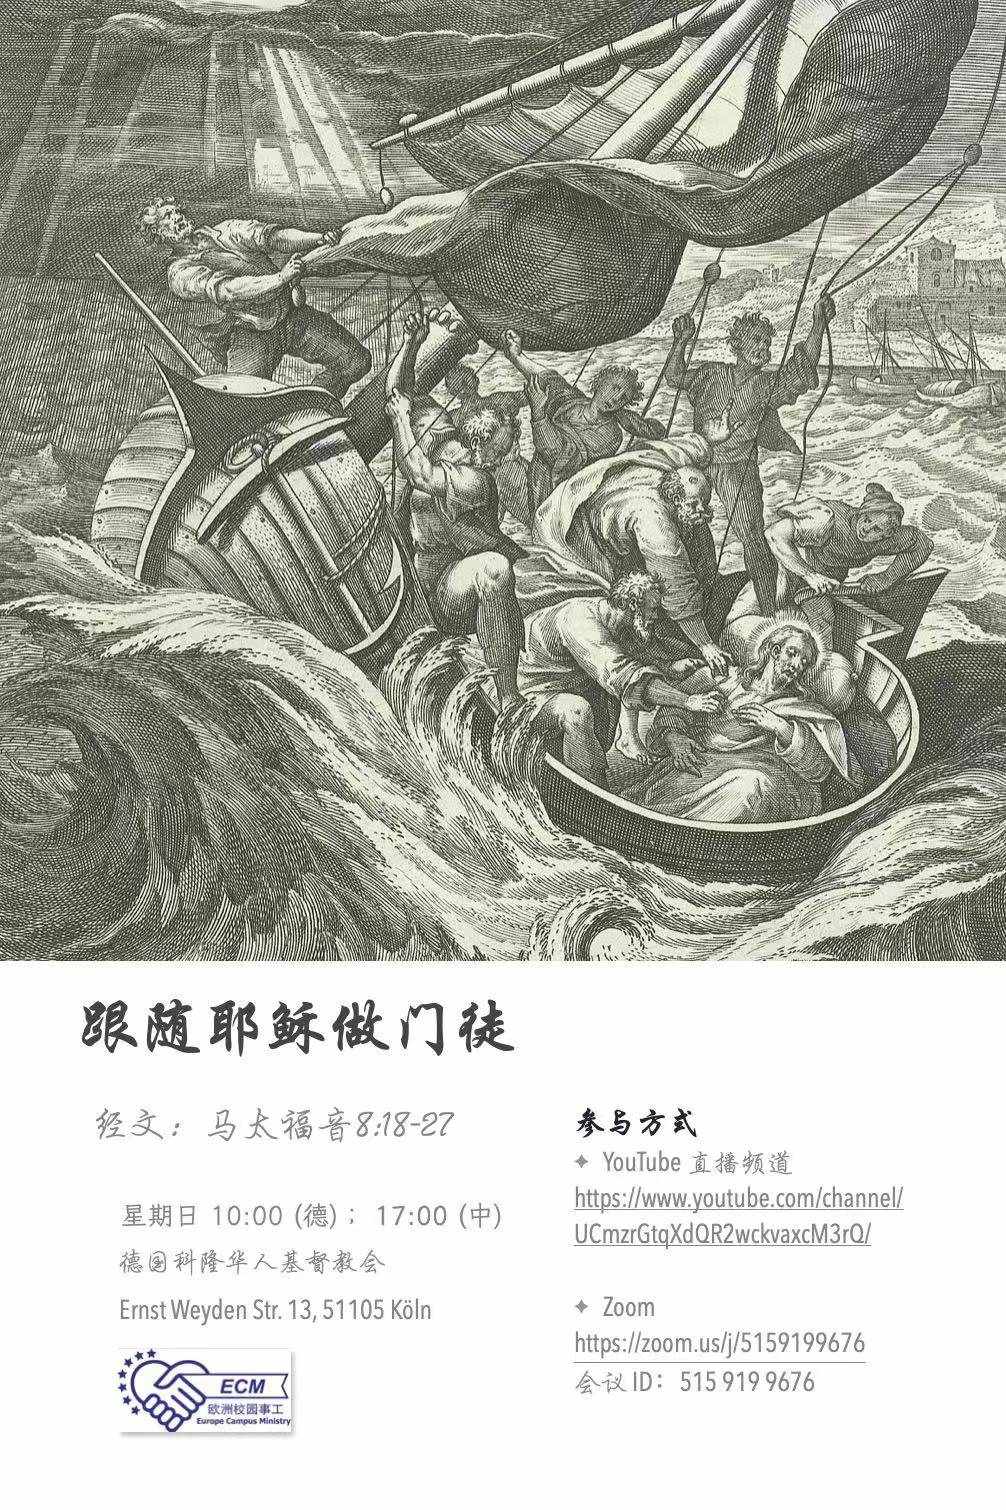 跟随耶稣做门徒
经文：马太福音8:18-27
星期日 10:00 (德)； 17:00 (中)
德国科隆华人基督教会
Ernst Weyden Str. 13, 51105 Köln
ECM
欧洲校园事工
Europe Campus Ministry
参与方式
✦ YouTube 直播频道
https://www.youtube.com/channel/
UCmzrGtqXdQR2wckvaxcM3rQ/
✦ Zoom
https://zoom.us/j/5159199676
会议 ID： 515 919 9676